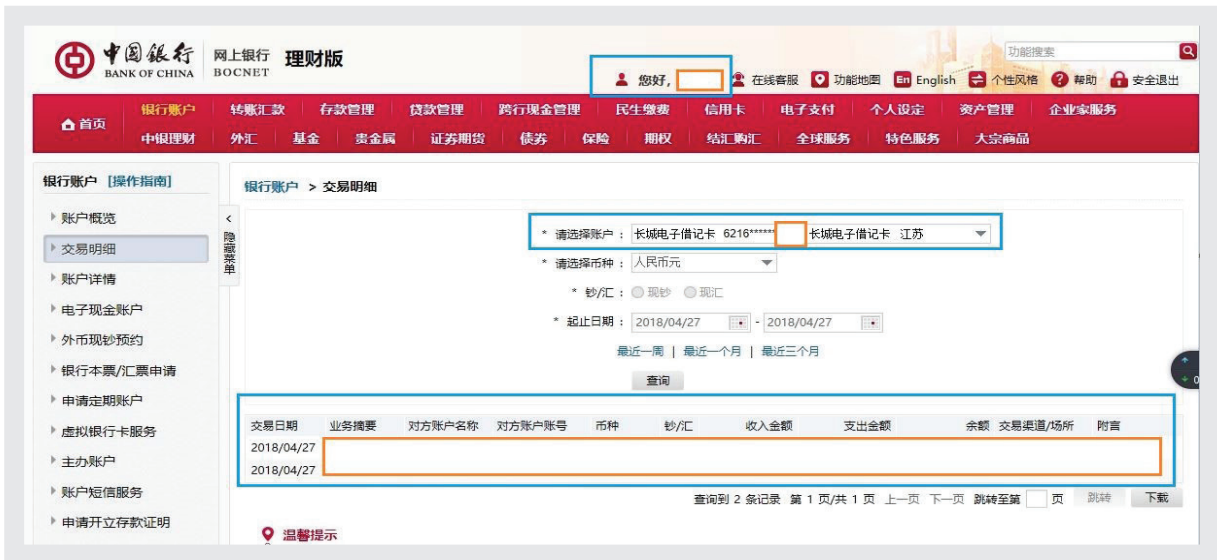 中国银行 网上银行 理财版
BANK OF CHINA BOCNET
功能搜索
您好, 在线客服 功能地图 En English 个性风格 帮助 安全退出
首页
银行账户 转账汇款 存款管理 贷款管理 跨行现金管理 民生缴费 信用卡 电子支付 个人设定 资产管理 企业家服务
中银理财 外汇 基金 贵金属 证券期货 债券 保险 期权 结汇购汇 全球服务 特色服务 大宗商品
银行账户 [操作指南]
账户概览
交易明细
账户详情
电子现金账户
外币现钞预约
银行本票/汇票申请
申请定期账户
虚拟银行卡服务
主办账户
账户短信服务
申请开立存款证明
< 隐藏菜单
银行账户 > 交易明细
* 请选择账户 : 长城电子借记卡 6216****** 长城电子借记卡 江苏
* 请选择币种 : 人民币元
* 钞/汇 : 现钞 现汇
* 起止日期 : 2018/04/27 - 2018/04/27
最近一周 | 最近一个月 | 最近三个月
查询
交易日期 业务摘要 对方账户名称 对方账户账号 币种 钞/汇 收入金额 支出金额 余额 交易渠道/场所 附言
2018/04/27
2018/04/27
查询到 2 条记录 第 1 页/共 1 页 上一页 下一页 跳转至第 页 跳转 下载
温馨提示